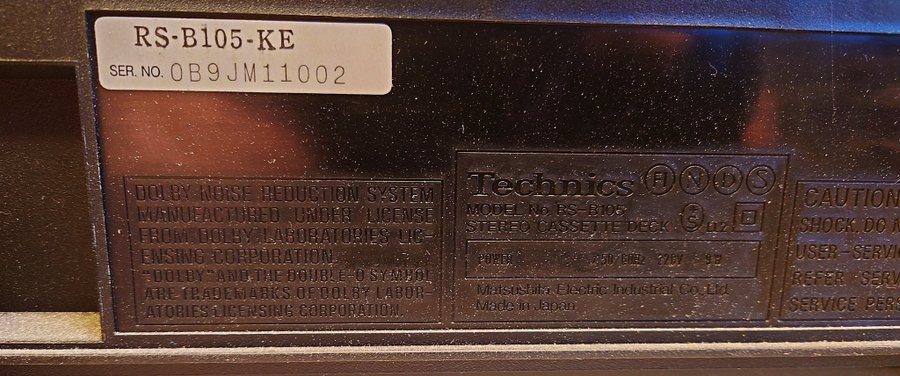 RS-B105-KE
SER. NO. OB9JM11002
DOLBY NOISE REDUCTION SYSTEM
MANUFACTURED UNDER LICENSE
FROM DOLBY LABORATORIES LIC-
ENSING CORPORATION.
"DOLBY" AND THE DOUBLE-D SYMBOL
ARE TRADEMARKS OF DOLBY LABOR-
ATORIES LICENSING CORPORATION.
Technics N D S
MODEL No. RS-B105
STEREO CASSETTE DECK
POWER 50/60Hz 220V 9W
Matsushita Electric Industrial Co., Ltd.
Made in Japan
CAUTION
SHOCK, DO N
USER-SERVI
REFER SERV
SERVICE PERS